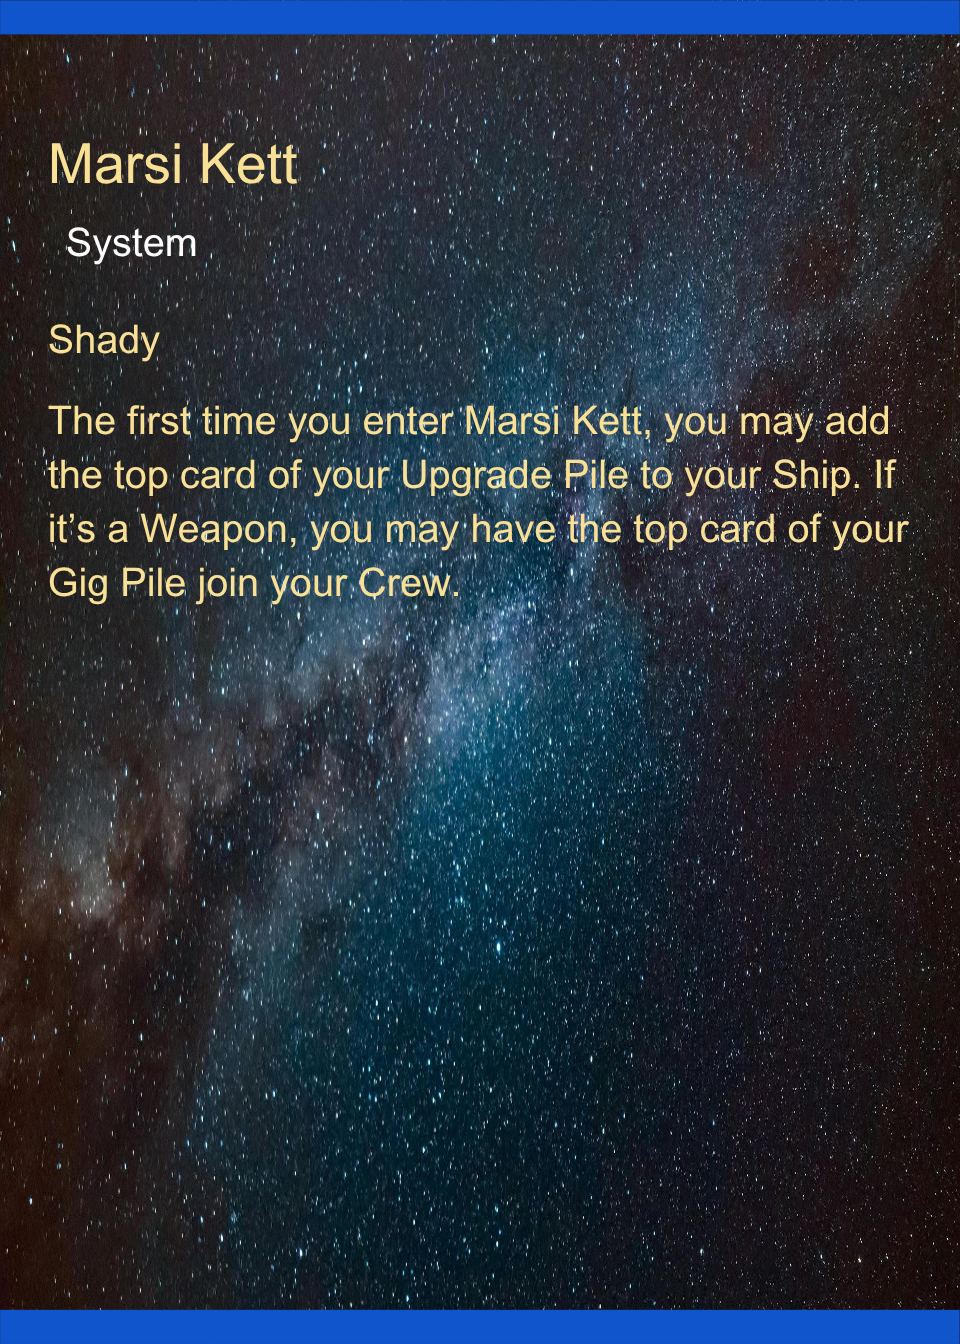 Marsi Kett
System
Shady
The first time you enter Marsi Kett, you may add
the top card of your Upgrade Pile to your Ship. If
it’s a Weapon, you may have the top card of your
Gig Pile join your Crew.